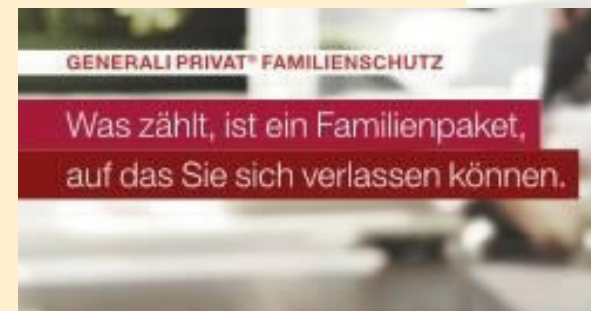 GENERALI PRIVAT® FAMILIENSCHUTZ
Was zählt, ist ein Familienpaket,
auf das Sie sich verlassen können.